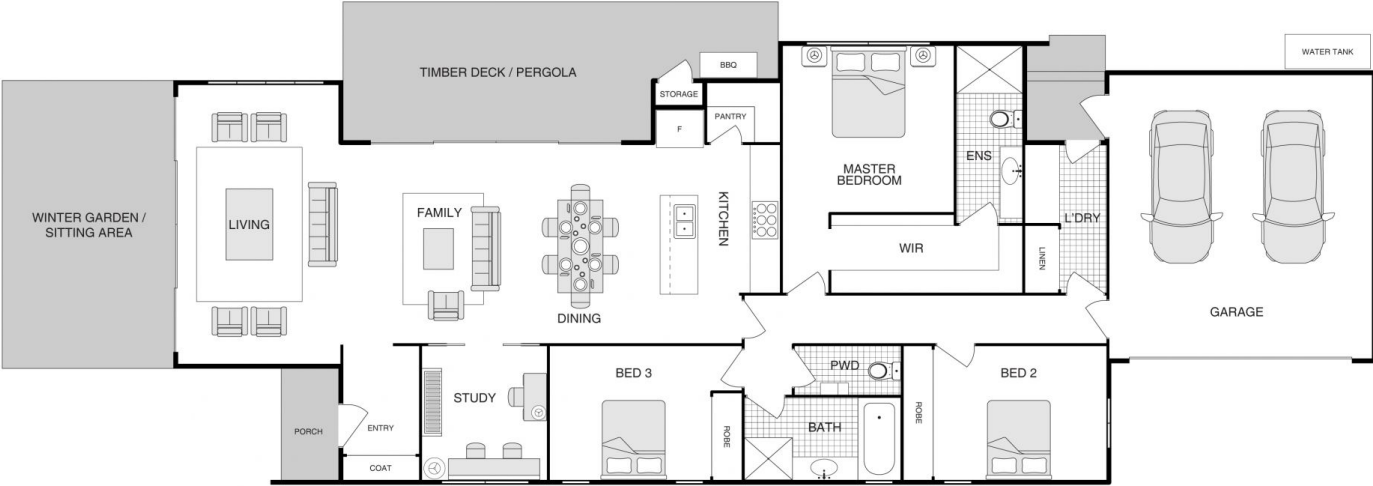 WATER TANK
BBQ
TIMBER DECK / PERGOLA
STORAGE
PANTRY
F
MASTER
BEDROOM
ENS
WINTER GARDEN /
SITTING AREA
LIVING
FAMILY
KITCHEN
L'DRY
WIR
LINEN
DINING
GARAGE
BED 3
PWD
BED 2
STUDY
PORCH
ENTRY
COAT
ROBE
BATH
ROBE